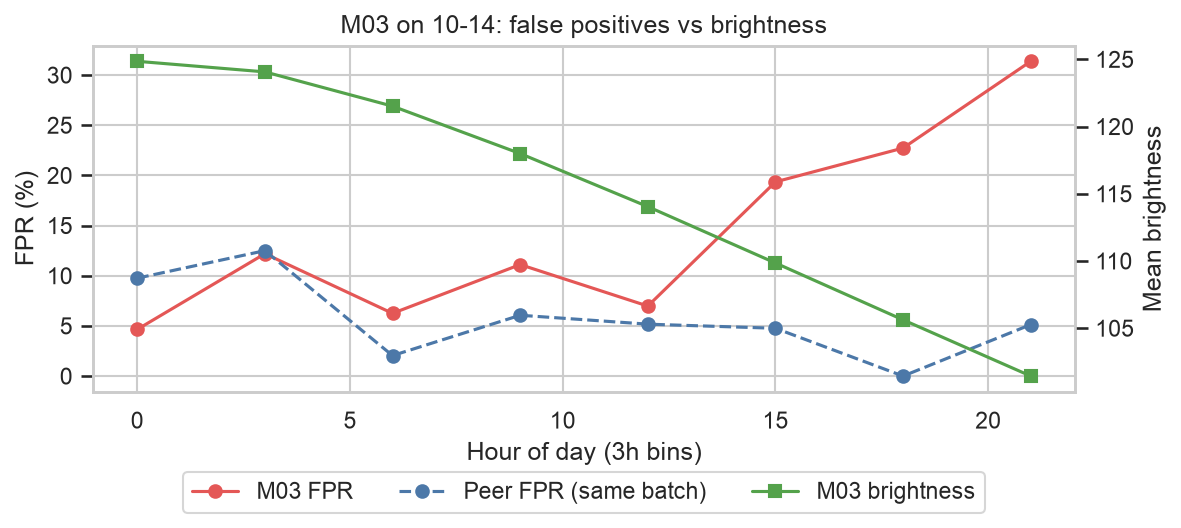 M03 on 10-14: false positives vs brightness
FPR (%)
30
25
20
15
10
5
0
125
120
115
110
105
Mean brightness
0 5 10 15 20
Hour of day (3h bins)
M03 FPR Peer FPR (same batch) M03 brightness